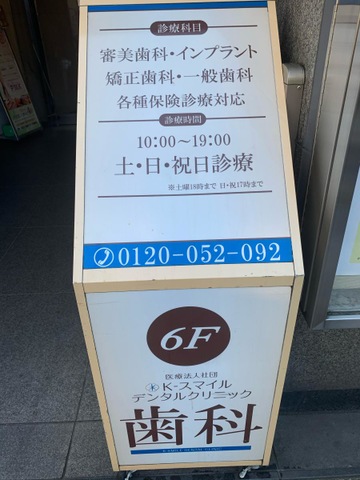 診療科目
審美歯科・インプラント
矯正歯科・一般歯科
各種保険診療対応
診療時間
10:00〜19:00
土・日・祝日診療
※土曜18時まで 日・祝17時まで
0120-052-092
6F
医療法人社団
K-スマイル
デンタルクリニック
歯科
K-SMILE DENTAL CLINIC